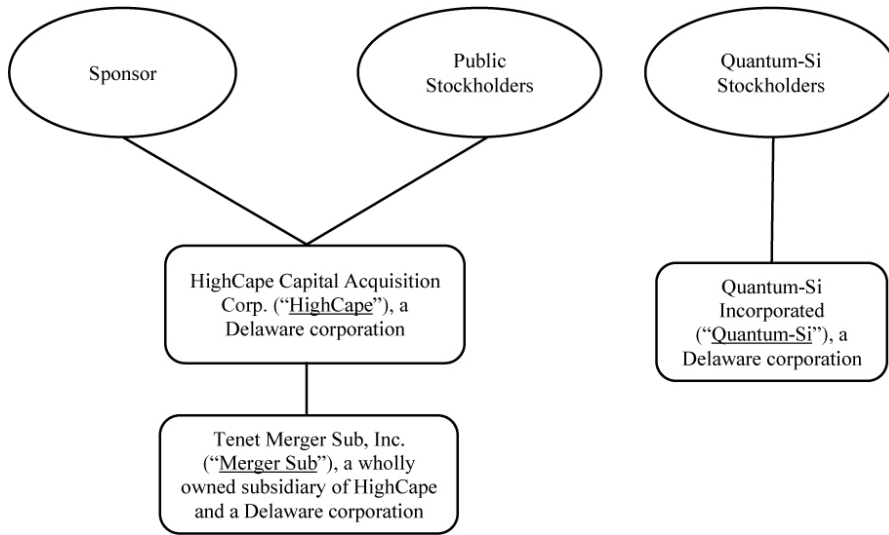 Sponsor
Public
Stockholders
Quantum-Si
Stockholders
HighCape Capital Acquisition
Corp. (“HighCape”), a
Delaware corporation
Quantum-Si
Incorporated
(“Quantum-Si”), a
Delaware corporation
Tenet Merger Sub, Inc.
(“Merger Sub”), a wholly
owned subsidiary of HighCape
and a Delaware corporation